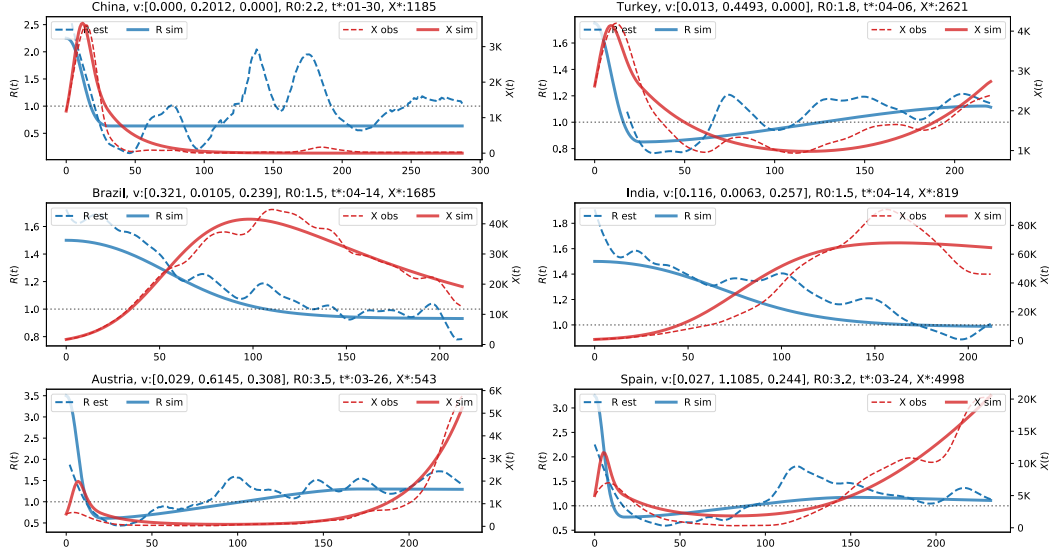 China, v:[0.000, 0.2012, 0.000], R0:2.2, t*:01-30, X*:1185
R est R sim X obs X sim
2.5
2.0
1.5
1.0
0.5
R(t)
3K
2K
1K
0
X(t)
0 50 100 150 200 250 300
Turkey, v:[0.013, 0.4493, 0.000], R0:1.8, t*:04-06, X*:2621
R est R sim X obs X sim
1.6
1.4
1.2
1.0
0.8
R(t)
4K
3K
2K
1K
X(t)
0 50 100 150 200
Brazil, v:[0.321, 0.0105, 0.239], R0:1.5, t*:04-14, X*:1685
R est R sim X obs X sim
1.6
1.4
1.2
1.0
0.8
R(t)
40K
30K
20K
10K
0
X(t)
0 50 100 150 200
India, v:[0.116, 0.0063, 0.257], R0:1.5, t*:04-14, X*:819
R est R sim X obs X sim
1.8
1.6
1.4
1.2
1.0
R(t)
80K
60K
40K
20K
0
X(t)
0 50 100 150 200
Austria, v:[0.029, 0.6145, 0.308], R0:3.5, t*:03-26, X*:543
R est R sim X obs X sim
3.5
3.0
2.5
2.0
1.5
1.0
0.5
R(t)
6K
5K
4K
3K
2K
1K
0
X(t)
0 50 100 150 200
Spain, v:[0.027, 1.1085, 0.244], R0:3.2, t*:03-24, X*:4998
R est R sim X obs X sim
3.0
2.5
2.0
1.5
1.0
0.5
R(t)
20K
15K
10K
5K
0
X(t)
0 50 100 150 200